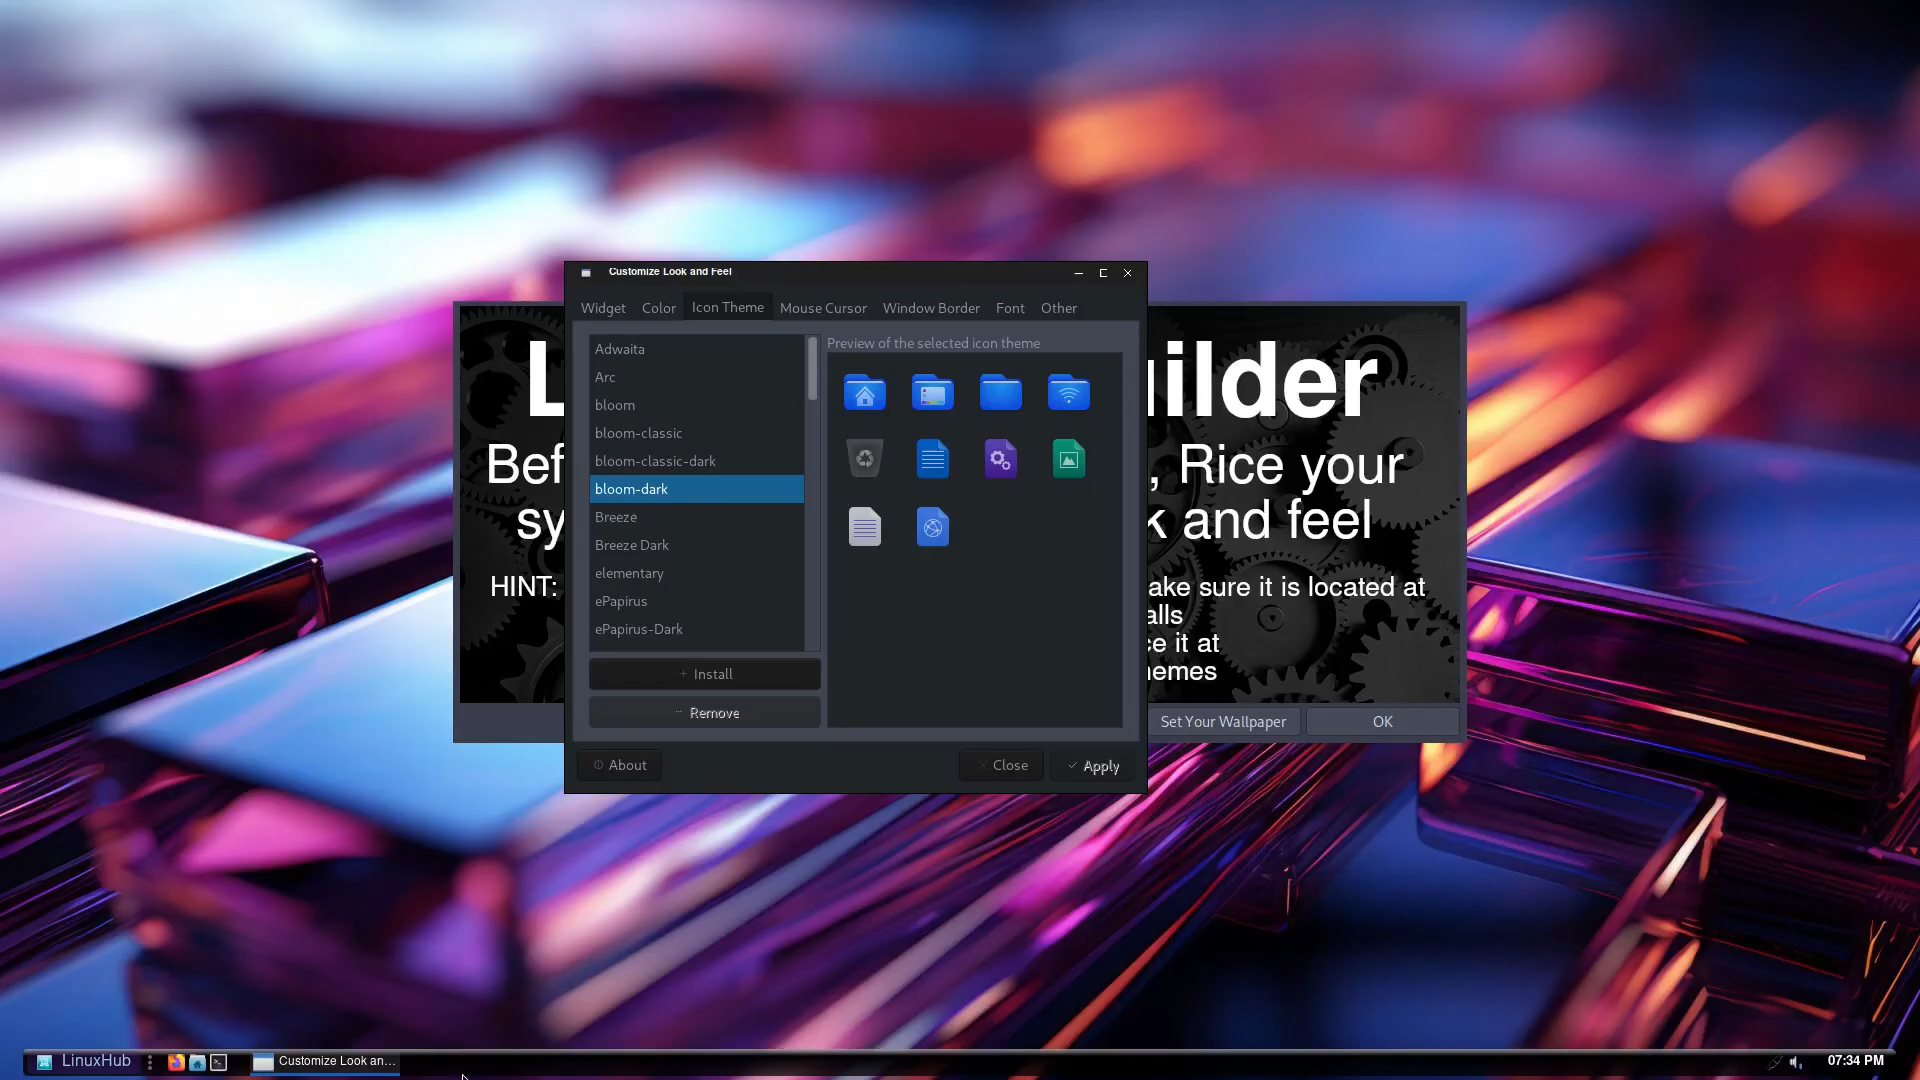 Customize Look and Feel
Widget Color Icon Theme Mouse Cursor Window Border Font Other
Adwaita
Arc
bloom
bloom-classic
bloom-classic-dark
bloom-dark
Breeze
Breeze Dark
elementary
ePapirus
ePapirus-Dark
Install
Remove
Preview of the selected icon theme
About
Close
Apply
L
ilder
Bef
, Rice your
sy
k and feel
HINT:
ake sure it is located at
alls
e it at
emes
Set Your Wallpaper
OK
LinuxHub
Customize Look an...
07:34 PM